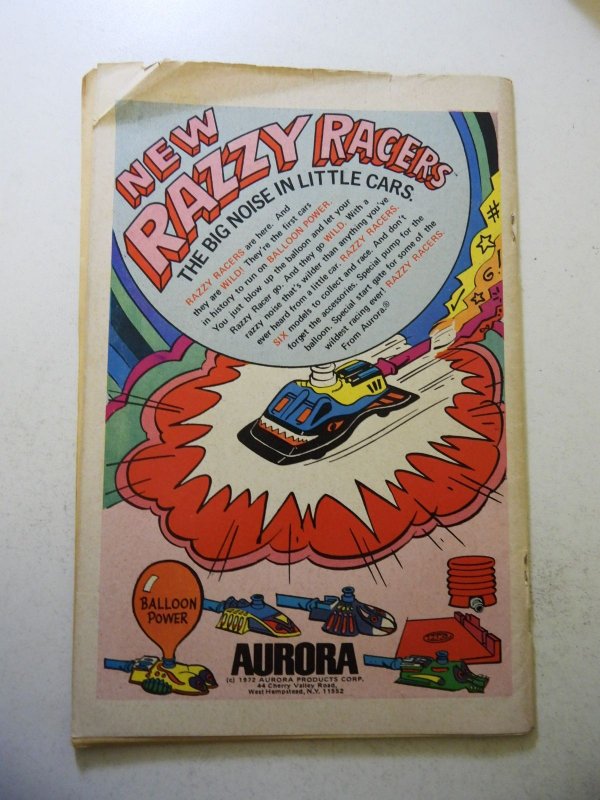 NEW
RAZZY RACERS™
THE BIG NOISE IN LITTLE CARS.
RAZZY RACERS are here. And
they are WILD! They're the first cars
in history to run on BALLOON POWER.
You just blow up the balloon and let your
Razzy Racer go. And they go WILD. With a
razzy noise that's wilder than anything you've
ever heard from a little car. RAZZY RACERS.
SIX models to collect and race. And don't
forget the accessories. Special pump for the
balloon. Special start gate for some of the
wildest racing ever! RAZZY RACERS.
From Aurora.®
BALLOON
POWER
AURORA
(c) 1972 AURORA PRODUCTS CORP.
44 Cherry Valley Road,
West Hempstead, N.Y. 11552